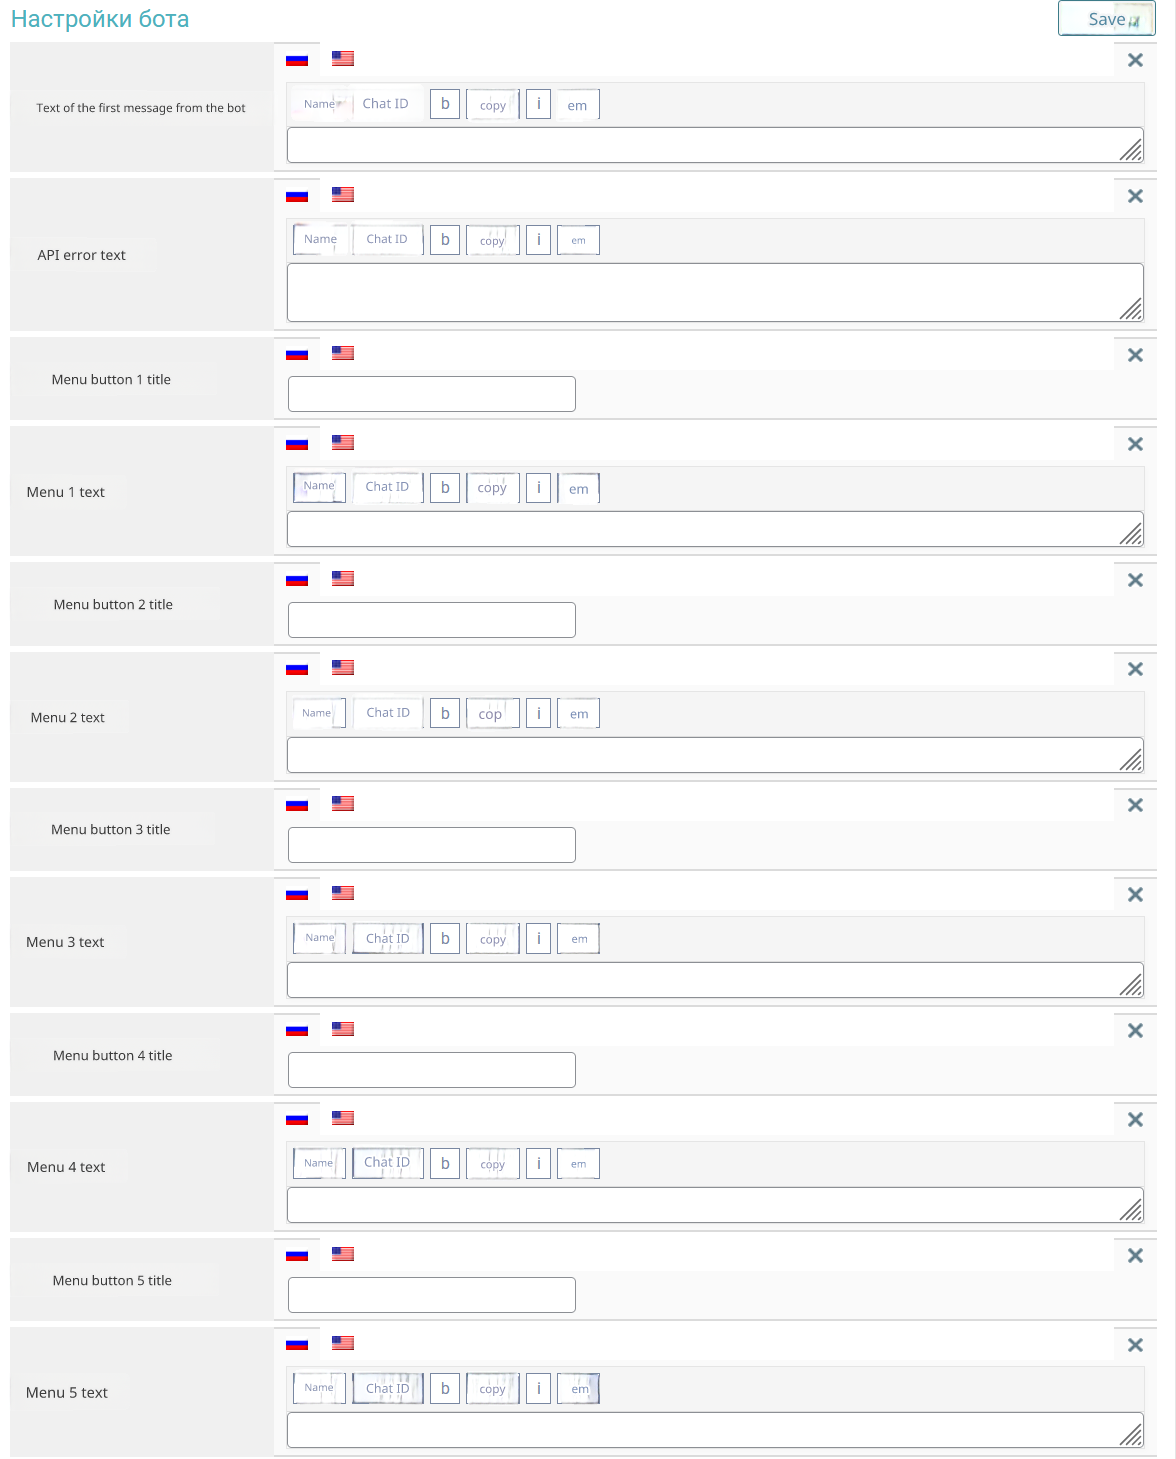 Настройки бота
Save
Text of the first message from the bot
Name Chat ID b copy i em
API error text
Name Chat ID b copy i em
Menu button 1 title
Menu 1 text
Name Chat ID b copy i em
Menu button 2 title
Menu 2 text
Name Chat ID b cop i em
Menu button 3 title
Menu 3 text
Name Chat ID b copy i em
Menu button 4 title
Menu 4 text
Name Chat ID b copy i em
Menu button 5 title
Menu 5 text
Name Chat ID b copy i em